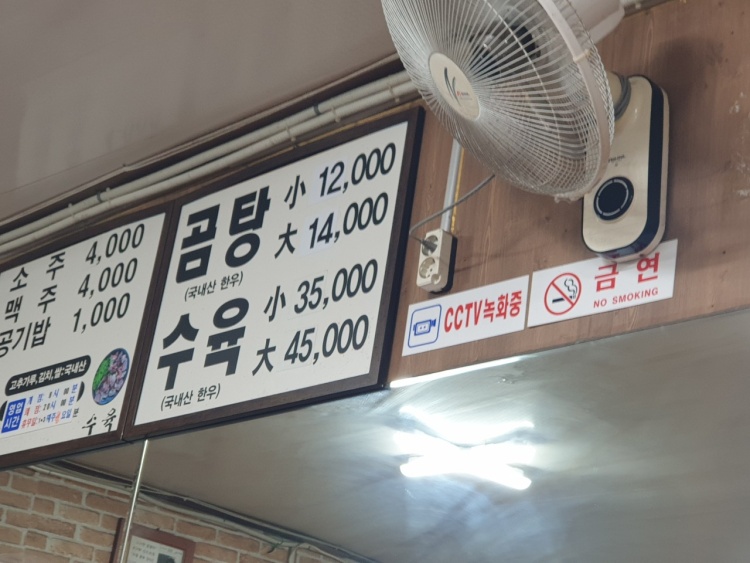 소 주 4,000
맥 주 4,000
공기밥 1,000
고추가루,김치,쌀:국내산
영업
시간
수육
곰탕 小 12,000
大 14,000
(국내산 한우)
수육 小 35,000
大 45,000
(국내산 한우)
CCTV녹화중
금 연
NO SMOKING